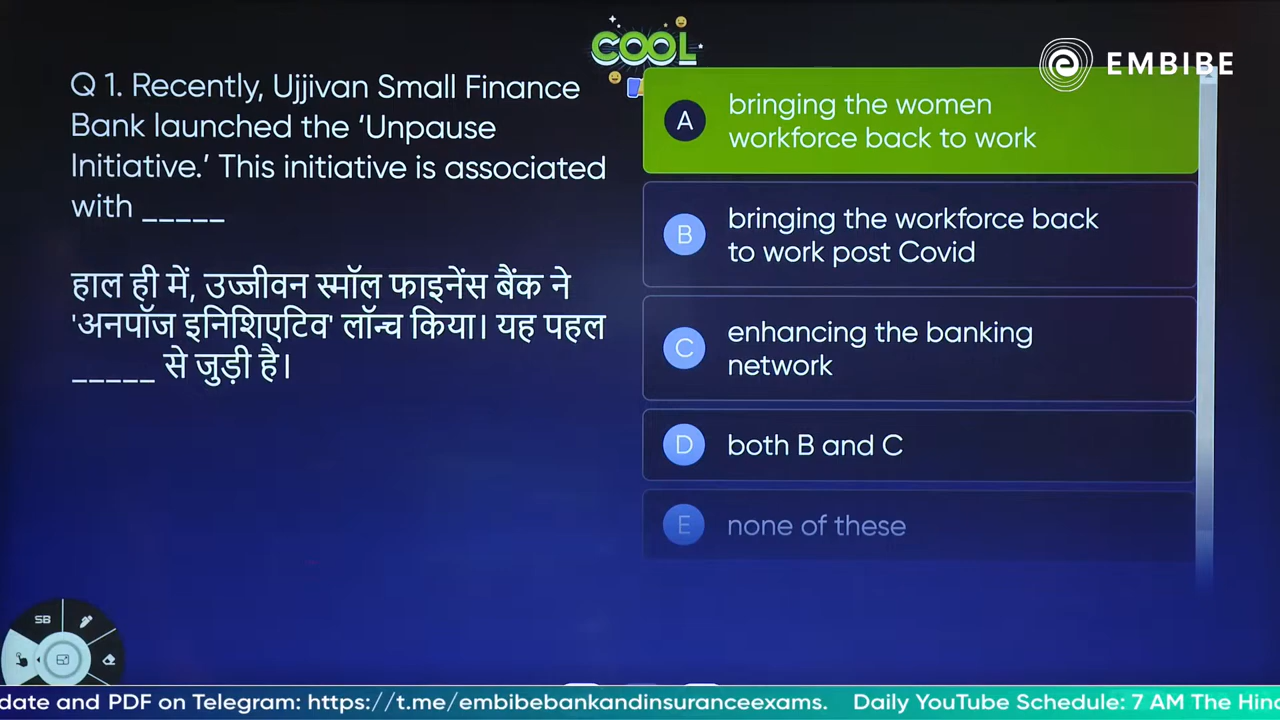 COOL
EMBIBE
Q 1. Recently, Ujjivan Small Finance
Bank launched the ‘Unpause
Initiative.’ This initiative is associated
with _____
हाल ही में, उज्जीवन स्मॉल फाइनेंस बैंक ने
'अनपॉज इनिशिएटिव' लॉन्च किया। यह पहल
_____ से जुड़ी है।
A
bringing the women
workforce back to work
B
bringing the workforce back
to work post Covid
C
enhancing the banking
network
D
both B and C
E
none of these
SB
date and PDF on Telegram: https://t.me/embibebankandinsuranceexams. Daily YouTube Schedule: 7 AM The Hind